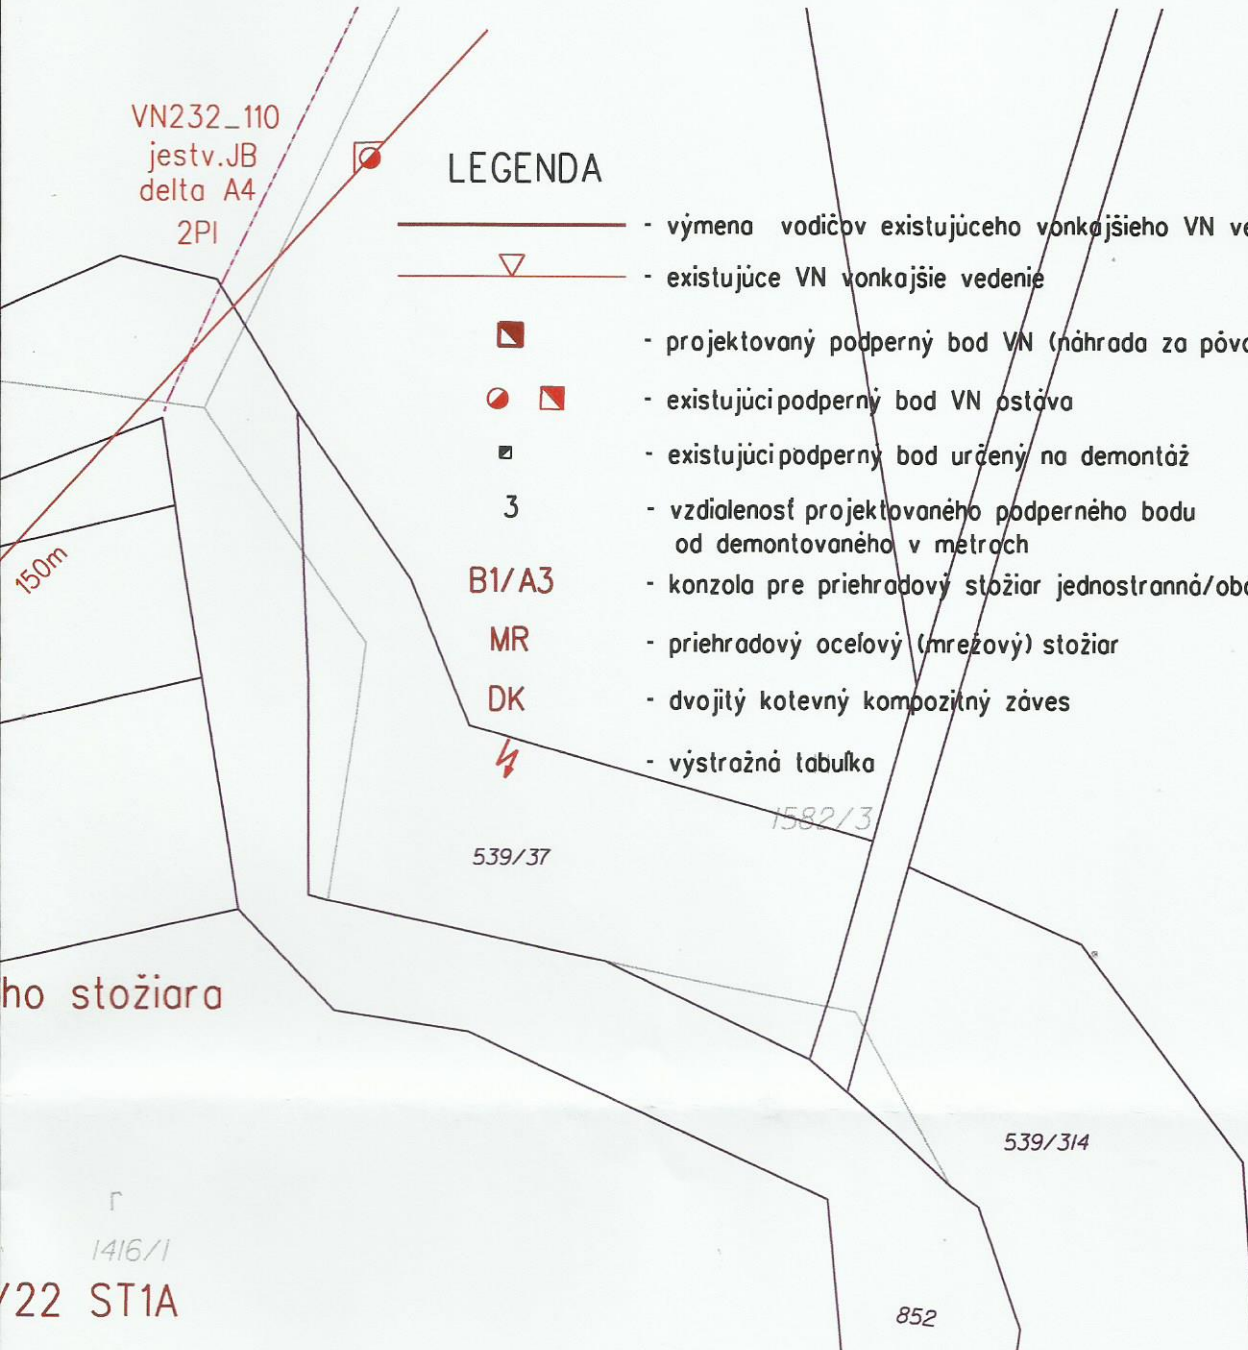 VN232_110
jestv.JB
delta A4
2PI
LEGENDA
- výmena vodičov existujúceho vonkajšieho VN
- existujúce VN vonkajšie vedenie
- projektovaný podperný bod VN (náhrada za
- existujúci podperný bod VN ostáva
- existujúci podperný bod určený na demontáž
3 - vzdialenosť projektovaného podperného bodu
od demontovaného v metroch
B1/A3 - konzola pre priehradový stožiar jednostranná/
MR - priehradový oceľový (mrežový) stožiar
DK - dvojitý kotevný kompozitný záves
- výstražná tabuľka
150m
1582/3
539/37
ho stožiara
539/314
r
1416/1
/22 ST1A
852